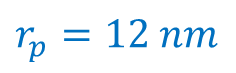 r_p = 12 nm